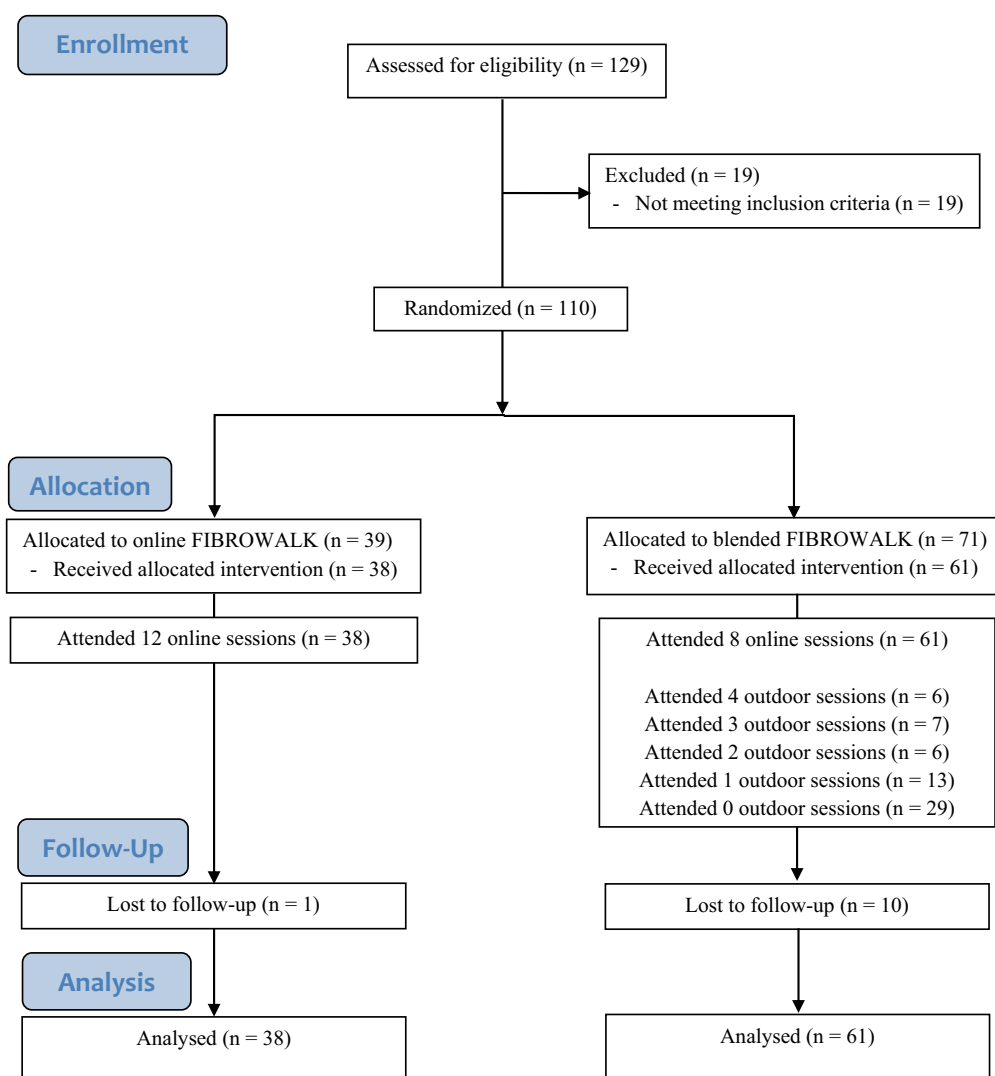 Enrollment
Assessed for eligibility (n = 129)
Excluded (n = 19)
- Not meeting inclusion criteria (n = 19)
Randomized (n = 110)
Allocation
Allocated to online FIBROWALK (n = 39)
- Received allocated intervention (n = 38)
Attended 12 online sessions (n = 38)
Allocated to blended FIBROWALK (n = 71)
- Received allocated intervention (n = 61)
Attended 8 online sessions (n = 61)
Attended 4 outdoor sessions (n = 6)
Attended 3 outdoor sessions (n = 7)
Attended 2 outdoor sessions (n = 6)
Attended 1 outdoor sessions (n = 13)
Attended 0 outdoor sessions (n = 29)
Follow-Up
Lost to follow-up (n = 1)
Lost to follow-up (n = 10)
Analysis
Analysed (n = 38)
Analysed (n = 61)